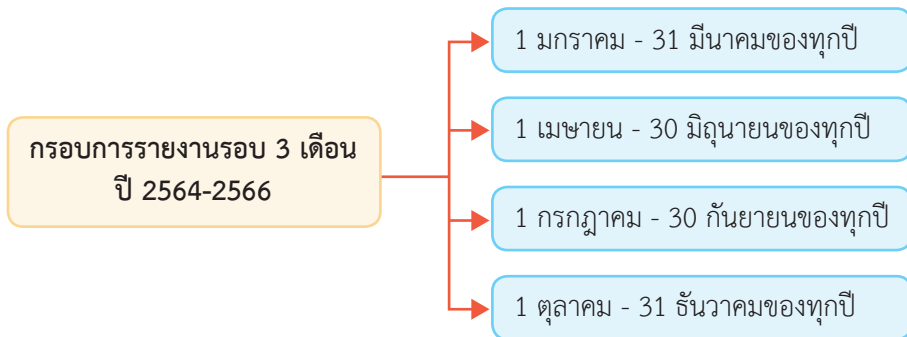 กรอบการรายงานรอบ 3 เดือน
ปี 2564-2566
1 มกราคม - 31 มีนาคมของทุกปี
1 เมษายน - 30 มิถุนายนของทุกปี
1 กรกฎาคม - 30 กันยายนของทุกปี
1 ตุลาคม - 31 ธันวาคมของทุกปี